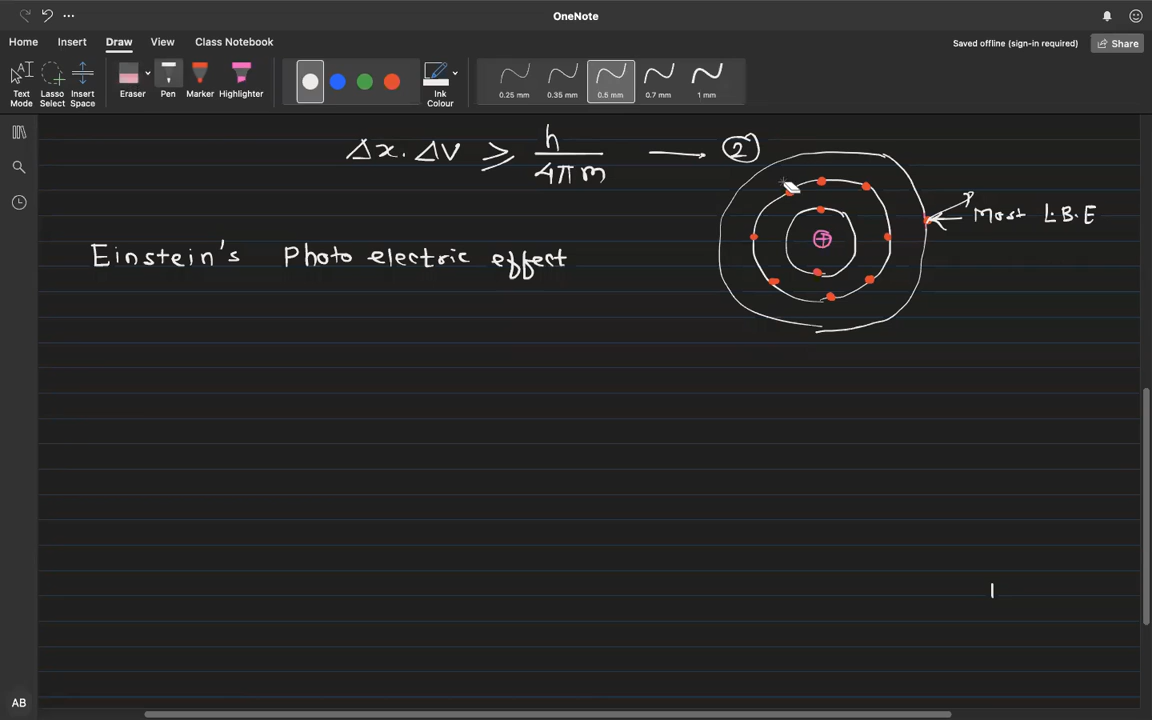 OneNote
Home Insert Draw View Class Notebook
Saved offline (sign-in required) Share
Text Mode
Lasso Select
Insert Space
Eraser
Pen
Marker
Highlighter
Ink Colour
0.25 mm
0.35 mm
0.5 mm
0.7 mm
1 mm
Δx. ΔV ⩾ h/4πm → ②
+
Most L.B.E
Einstein's Photo electric effect
AB